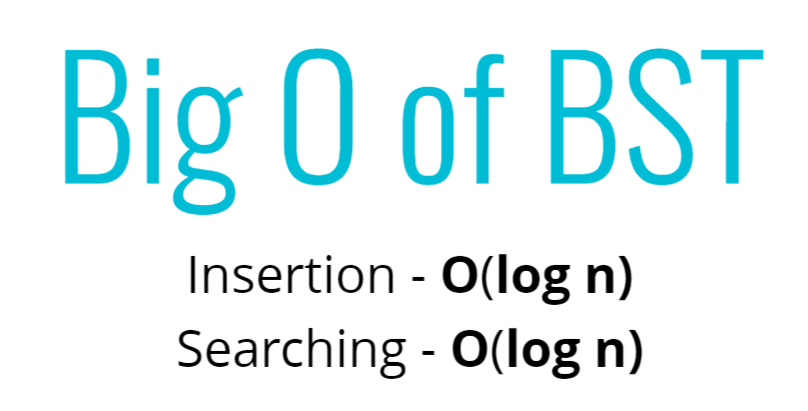 Big O of BST
Insertion - O(log n)
Searching - O(log n)